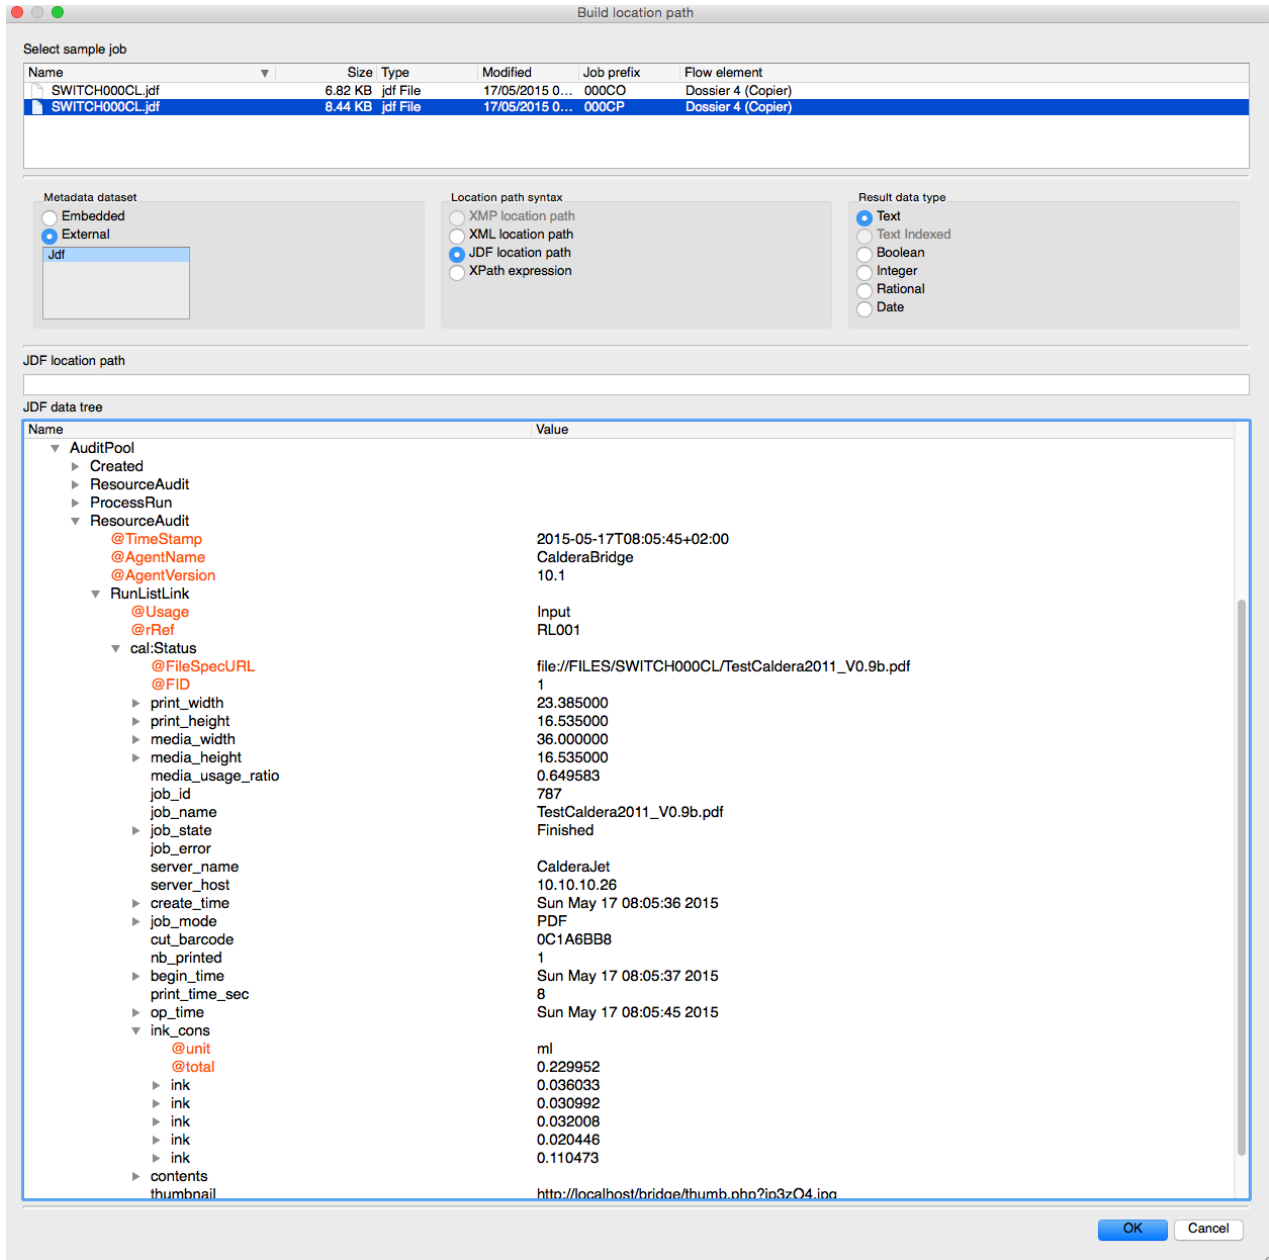 Build location path
Select sample job
Name Size Type Modified Job prefix Flow element
SWITCH000CL.jdf 6.82 KB jdf File 17/05/2015 0... 000CO Dossier 4 (Copier)
SWITCH000CL.jdf 8.44 KB jdf File 17/05/2015 0... 000CP Dossier 4 (Copier)
Metadata dataset Location path syntax Result data type
Embedded XMP location path Text
External XML location path Text Indexed
Jdf JDF location path Boolean
XPath expression Integer
Rational
Date
JDF location path
JDF data tree
Name Value
AuditPool
Created
ResourceAudit
ProcessRun
ResourceAudit
@TimeStamp 2015-05-17T08:05:45+02:00
@AgentName CalderaBridge
@AgentVersion 10.1
RunListLink
@Usage Input
@rRef RL001
cal:Status
@FileSpecURL file://FILES/SWITCH000CL/TestCaldera2011_V0.9b.pdf
@FID 1
print_width 23.385000
print_height 16.535000
media_width 36.000000
media_height 16.535000
media_usage_ratio 0.649583
job_id 787
job_name TestCaldera2011_V0.9b.pdf
job_state Finished
job_error
server_name CalderaJet
server_host 10.10.10.26
create_time Sun May 17 08:05:36 2015
job_mode PDF
cut_barcode 0C1A6BB8
nb_printed 1
begin_time Sun May 17 08:05:37 2015
print_time_sec 8
op_time Sun May 17 08:05:45 2015
ink_cons
@unit ml
@total 0.229952
ink 0.036033
ink 0.030992
ink 0.032008
ink 0.020446
ink 0.110473
contents
thumbnail http://localhost/bridge/thumb.php?ip3zO4.jpg
OK Cancel